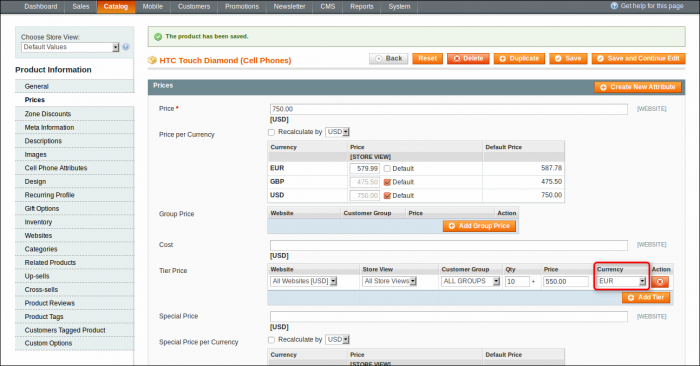 Dashboard Sales Catalog Mobile Customers Promotions Newsletter CMS Reports System Get help for this page
Choose Store View:
Default Values
Product Information
General
Prices
Zone Discounts
Meta Information
Descriptions
Images
Cell Phone Attributes
Design
Recurring Profile
Gift Options
Inventory
Websites
Categories
Related Products
Up-sells
Cross-sells
Product Reviews
Product Tags
Customers Tagged Product
Custom Options
The product has been saved.
HTC Touch Diamond (Cell Phones) Back Reset Delete Duplicate Save Save and Continue Edit
Prices Create New Attribute
Price * 750.00 [WEBSITE]
[USD]
Price per Currency Recalculate by USD
Currency Price Default Price
[STORE VIEW]
EUR 579.99 Default 587.78
GBP 475.50 Default 475.50
USD 750.00 Default 750.00
Group Price Website Customer Group Price Action
Add Group Price
Cost [WEBSITE]
[USD]
Tier Price Website Store View Customer Group Qty Price Currency Action
All Websites [USD] All Store Views ALL GROUPS 10 + 550.00 EUR
Add Tier
Special Price [WEBSITE]
[USD]
Special Price per Currency Recalculate by USD
Currency Price Default Price
[STORE VIEW]